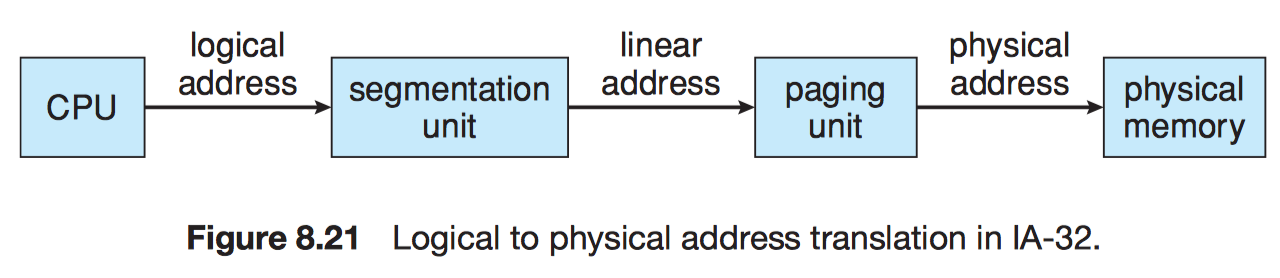 CPU
logical
address
segmentation
unit
linear
address
paging
unit
physical
address
physical
memory
Figure 8.21 Logical to physical address translation in IA-32.